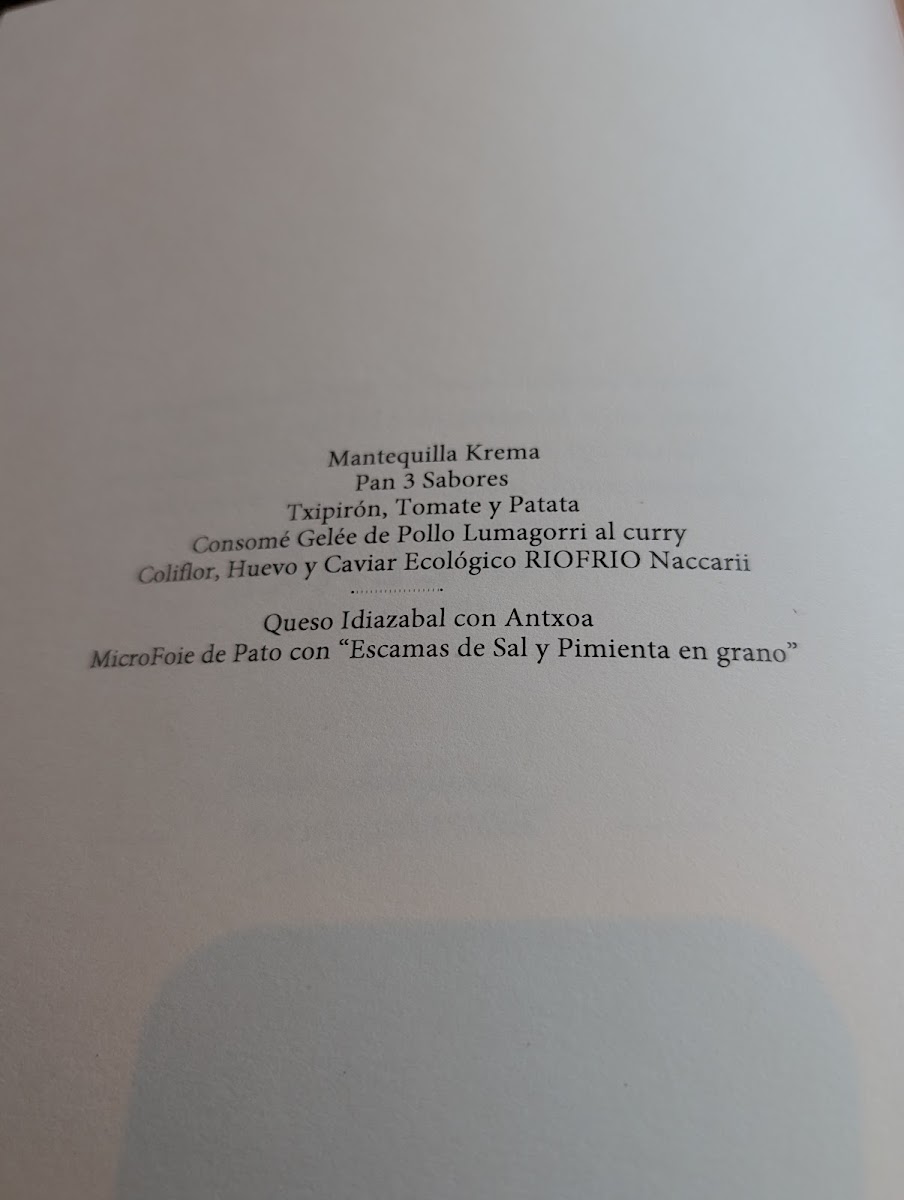 Mantequilla Krema
Pan 3 Sabores
Txipirón, Tomate y Patata
Consomé Gelée de Pollo Lumagorri al curry
Coliflor, Huevo y Caviar Ecológico RIOFRIO Naccarii
Queso Idiazabal con Antxoa
MicroFoie de Pato con “Escamas de Sal y Pimienta en grano”